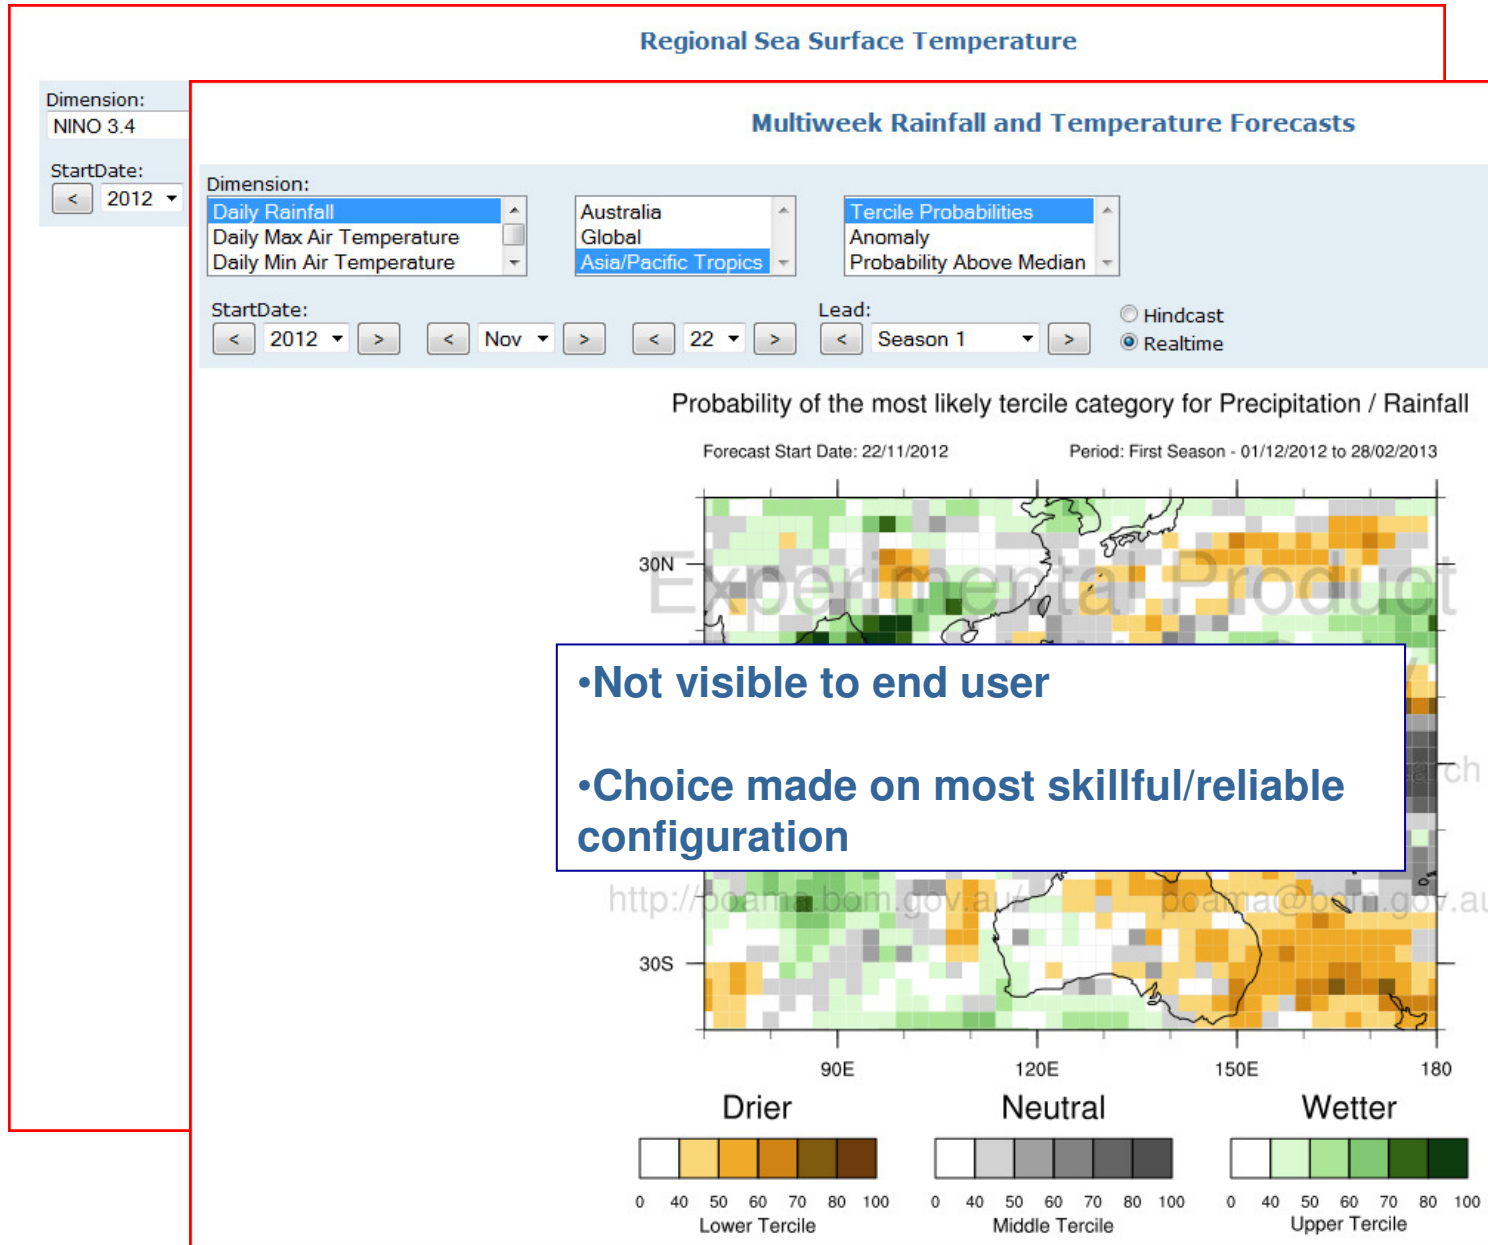 Regional Sea Surface Temperature
Dimension:
NINO 3.4
StartDate:
< 2012
Multiweek Rainfall and Temperature Forecasts
Dimension:
Daily Rainfall
Daily Max Air Temperature
Daily Min Air Temperature
Australia
Global
Asia/Pacific Tropics
Tercile Probabilities
Anomaly
Probability Above Median
StartDate:
< 2012 > < Nov > < 22 >
Lead:
< Season 1 >
Hindcast
Realtime
Probability of the most likely tercile category for Precipitation / Rainfall
Forecast Start Date: 22/11/2012 Period: First Season - 01/12/2012 to 28/02/2013
30N
Experimental Product
•Not visible to end user
•Choice made on most skillful/reliable
configuration
http://poama.bom.gov.au/ poama@bom.gov.au
30S
90E 120E 150E 180
Drier Neutral Wetter
0 40 50 60 70 80 100 0 40 50 60 70 80 100 0 40 50 60 70 80 100
Lower Tercile Middle Tercile Upper Tercile